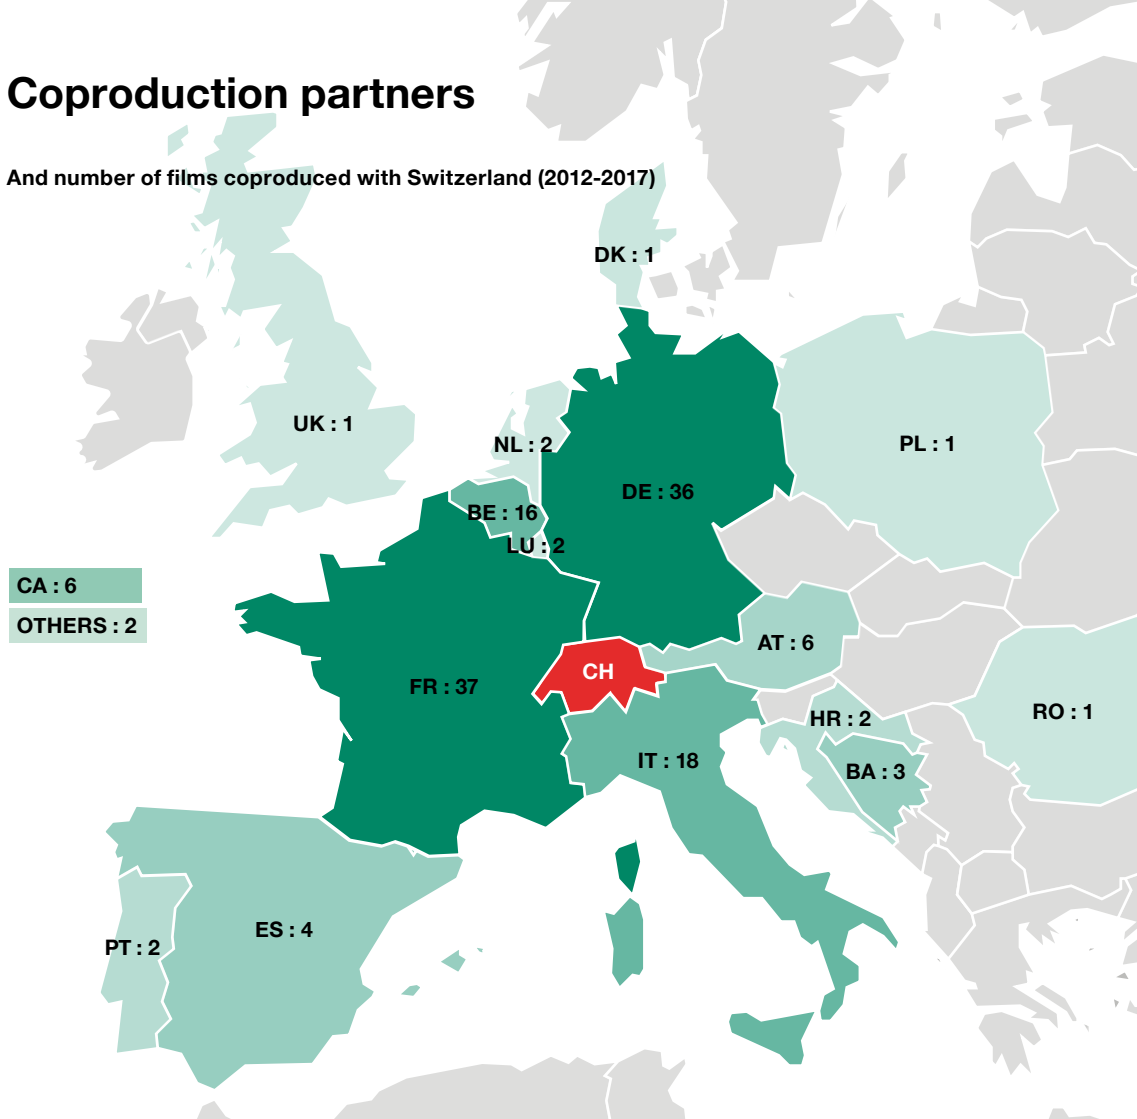 Coproduction partners
And number of films coproduced with Switzerland (2012-2017)
DK : 1
UK : 1
NL : 2
PL : 1
DE : 36
BE : 16
LU : 2
CA : 6
OTHERS : 2
AT : 6
CH
FR : 37
RO : 1
HR : 2
IT : 18
BA : 3
ES : 4
PT : 2